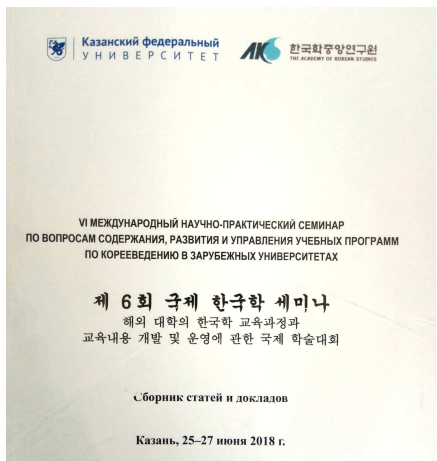 Казанский федеральный
УНИВЕРСИТЕТ
AKS
한국학중앙연구원
THE ACADEMY OF KOREAN STUDIES
VI МЕЖДУНАРОДНЫЙ НАУЧНО-ПРАКТИЧЕСКИЙ СЕМИНАР
ПО ВОПРОСАМ СОДЕРЖАНИЯ, РАЗВИТИЯ И УПРАВЛЕНИЯ УЧЕБНЫХ ПРОГРАММ
ПО КОРЕЕВЕДЕНИЮ В ЗАРУБЕЖНЫХ УНИВЕРСИТЕТАХ
제 6회 국제 한국학 세미나
해외 대학의 한국학 교육과정과
교육내용 개발 및 운영에 관한 국제 학술대회
Сборник статей и докладов
Казань, 25–27 июня 2018 г.